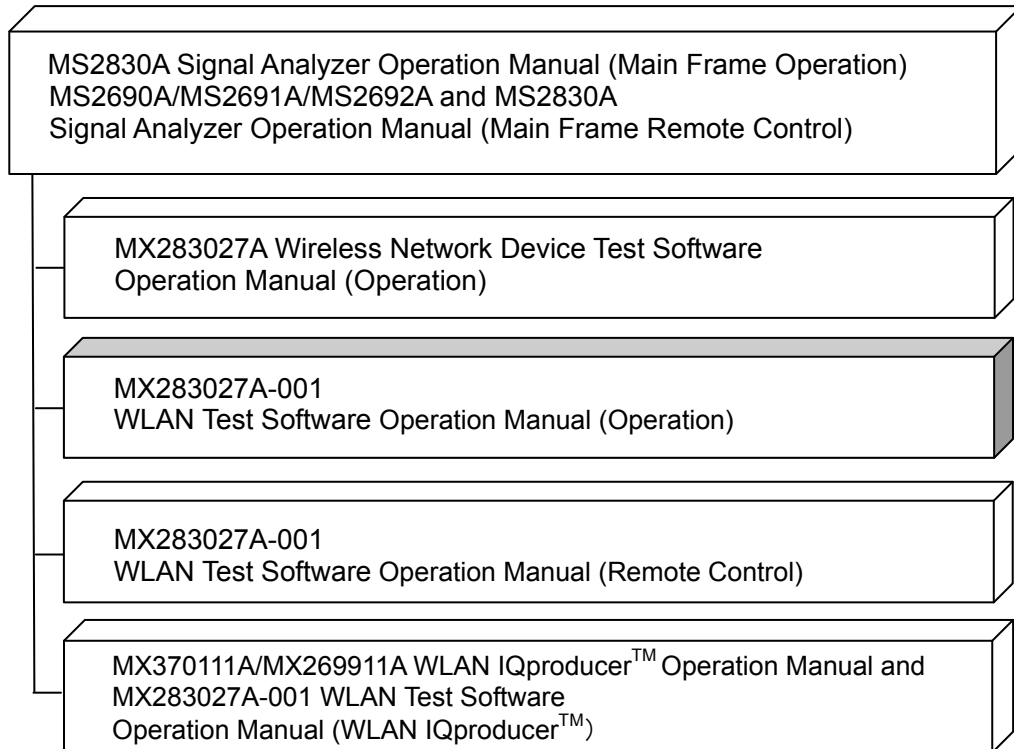 MS2830A Signal Analyzer Operation Manual (Main Frame Operation)
MS2690A/MS2691A/MS2692A and MS2830A
Signal Analyzer Operation Manual (Main Frame Remote Control)
MX283027A Wireless Network Device Test Software
Operation Manual (Operation)
MX283027A-001
WLAN Test Software Operation Manual (Operation)
MX283027A-001
WLAN Test Software Operation Manual (Remote Control)
MX370111A/MX269911A WLAN IQproducer™ Operation Manual and
MX283027A-001 WLAN Test Software
Operation Manual (WLAN IQproducer™）